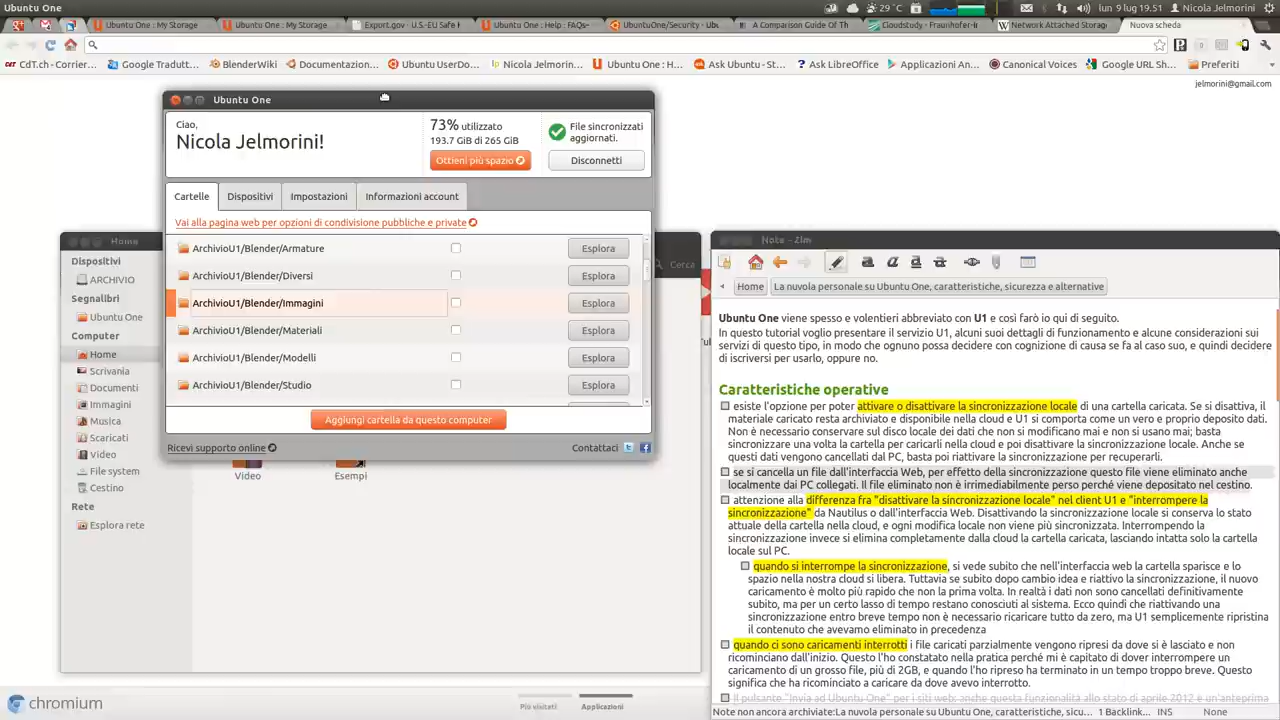 Ubuntu One
29 °C
lun 9 lug 19.51
Nicola Jelmorini
Ubuntu One : My Storage
Ubuntu One : My Storage
Export.gov - U.S.-EU Safe H
Ubuntu One : Help : FAQs
UbuntuOne/Security - Ubu
A Comparison Of Th
Cloudstudy - Fraunhofer-In
Network Attached Storage
Nuova scheda
CdT.ch - Corrier...
Google Tradutt...
BlenderWiki
Documentazion...
Ubuntu UserDo...
Nicola Jelmorin...
Ubuntu One : H...
Ask Ubuntu - St...
Ask LibreOffice
Applicazioni An...
Canonical Voices
Google URL Sh...
Preferiti
jelmorini@gmail.com
Ubuntu One
Ciao,
Nicola Jelmorini!
73% utilizzato
193.7 GiB di 265 GiB
Ottieni più spazio
File sincronizzati
aggiornati.
Disconnetti
Cartelle
Dispositivi
Impostazioni
Informazioni account
Vai alla pagina web per opzioni di condivisione pubbliche e private
ArchivioU1/Blender/Armature
Esplora
ArchivioU1/Blender/Diversi
Esplora
ArchivioU1/Blender/Immagini
Esplora
ArchivioU1/Blender/Materiali
Esplora
ArchivioU1/Blender/Modelli
Esplora
ArchivioU1/Blender/Studio
Esplora
Aggiungi cartella da questo computer
Ricevi supporto online
Contattaci
Home
Cerca
Dispositivi
ARCHIVIO
Segnalibri
Ubuntu One
Computer
Home
Scrivania
Documenti
Immagini
Musica
Scaricati
Video
File system
Cestino
Rete
Esplora rete
Video
Esempi
Note - Zim
Home
La nuvola personale su Ubuntu One, caratteristiche, sicurezza e alternative
Ubuntu One viene spesso e volentieri abbreviato con U1 e così farò io qui di seguito.
In questo tutorial voglio presentare il servizio U1, alcuni suoi dettagli di funzionamento e alcune considerazioni sui
servizi di questo tipo, in modo che ognuno possa decidere con cognizione di causa se fa al caso suo, e quindi decidere
di iscriversi per usarlo, oppure no.
Caratteristiche operative
esiste l'opzione per poter attivare o disattivare la sincronizzazione locale di una cartella caricata. Se si disattiva, il
materiale caricato resta archiviato e disponibile nella cloud e U1 si comporta come un vero e proprio deposito dati.
Non è necessario conservare sul disco locale dei dati che non si modificano mai e non si usano mai; basta
sincronizzare una volta la cartella per caricarli nella cloud e poi disattivare la sincronizzazione locale. Anche se
questi dati vengono cancellati dal PC, basta poi riattivare la sincronizzazione per recuperarli.
se si cancella un file dall'interfaccia Web, per effetto della sincronizzazione questo file viene eliminato anche
localmente dai PC collegati. Il file eliminato non è irrimediabilmente perso perché viene depositato nel cestino.
attenzione alla differenza fra "disattivare la sincronizzazione locale" nel client U1 e "interrompere la
sincronizzazione" da Nautilus o dall'interfaccia Web. Disattivando la sincronizzazione locale si conserva lo stato
attuale della cartella nella cloud, e ogni modifica locale non viene più sincronizzata. Interrompendo la
sincronizzazione invece si elimina completamente dalla cloud la cartella caricata, lasciando intatta solo la cartella
locale sul PC.
quando si interrompe la sincronizzazione, si vede subito che nell'interfaccia web la cartella sparisce e lo
spazio nella nostra cloud si libera. Tuttavia se subito dopo cambio idea e riattivo la sincronizzazione, il nuovo
caricamento è molto più rapido che non la prima volta. In realtà i dati non sono cancellati definitivamente
subito, ma per un certo lasso di tempo restano conosciuti al sistema. Ecco quindi che riattivando una
sincronizzazione entro breve tempo non è necessario ricaricare tutto da zero, ma U1 semplicemente ripristina
il contenuto che avevamo eliminato in precedenza
quando ci sono caricamenti interrotti i file caricati parzialmente vengono ripresi da dove si è lasciato e non
ricominciano dall'inizio. Questo l'ho constatato nella pratica perché mi è capitato di dover interrompere un
caricamento di un grosso file, più di 2GB, e quando l'ho ripreso ha terminato in un tempo troppo breve. Questo
significa che ha ricominciato a caricare da dove avevo interrotto.
Il pulsante "Invia ad Ubuntu One" per i siti web: anche questa funzionalità allo stato di aprile 2012 e un'anteprima
Note non ancora archiviate:La nuvola personale su Ubuntu One, caratteristiche, sicu...
1 Backlink...
INS
None
chromium
Più visitati
Applicazioni